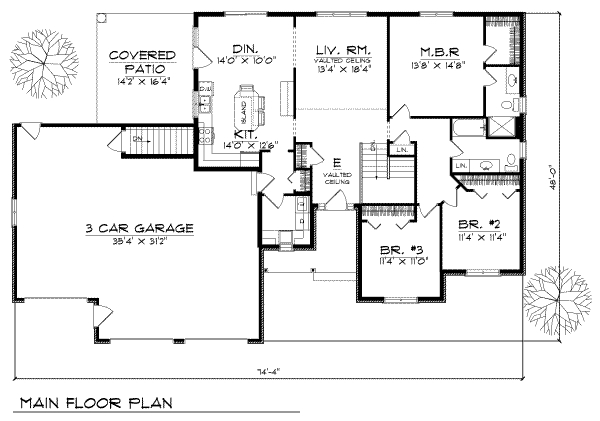 COVERED
PATIO
14'2" X 16'4"
DIN.
14'0" X 10'0"
LIV. RM.
VAULTED CEILING
13'4" X 18'4"
M.B.R
13'8" X 14'8"
D.W.
ISLAND
KIT.
14'0" X 12'6"
DN.
E
VAULTED
CEILING
DN.
LIN.
LIN.
3 CAR GARAGE
35'4" X 31'2"
BR. #3
11'4" X 11'0"
BR. #2
11'4" X 11'4"
48'-0"
74'-4"
MAIN FLOOR PLAN